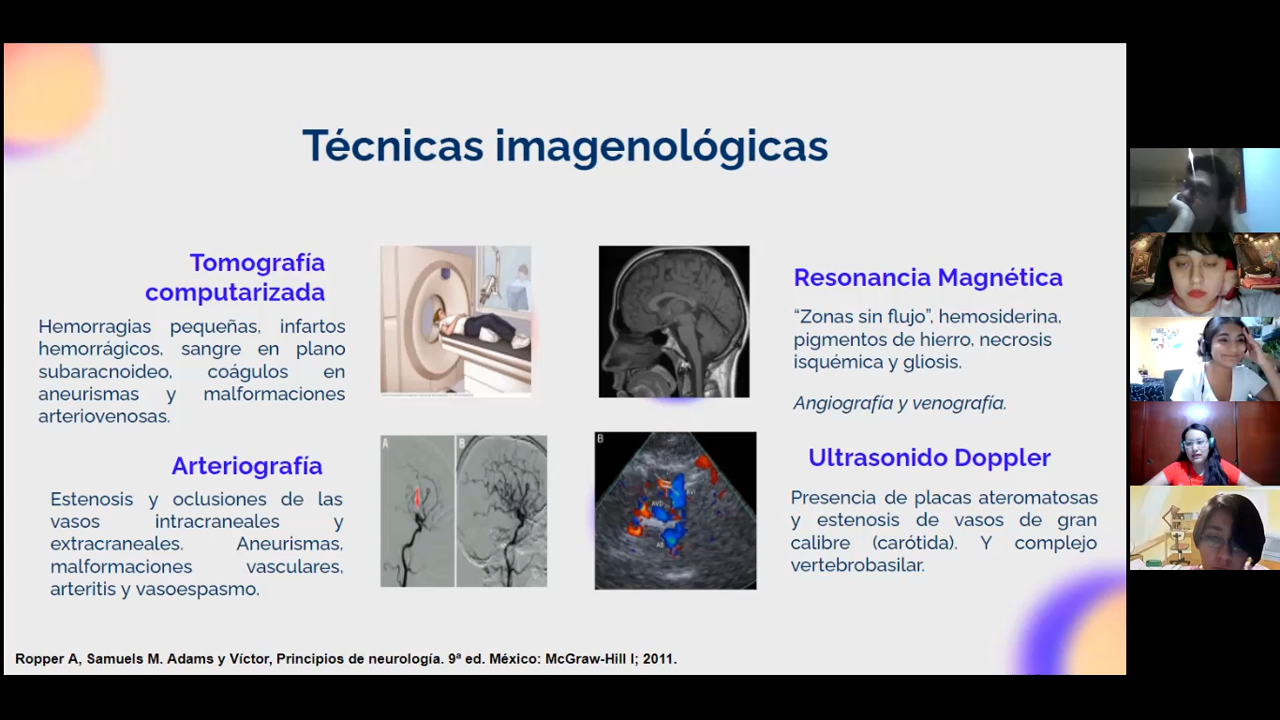 Técnicas imagenológicas
Tomografía
computarizada
Hemorragias pequeñas, infartos
hemorrágicos, sangre en plano
subaracnoideo, coágulos en
aneurismas y malformaciones
arteriovenosas.
Arteriografía
Estenosis y oclusiones de las
vasos intracraneales y
extracraneales. Aneurismas,
malformaciones vasculares,
arteritis y vasoespasmo.
A
B
B
AVI
AVD
AB
Resonancia Magnética
“Zonas sin flujo”, hemosiderina,
pigmentos de hierro, necrosis
isquémica y gliosis.
Angiografía y venografía.
Ultrasonido Doppler
Presencia de placas ateromatosas
y estenosis de vasos de gran
calibre (carótida). Y complejo
vertebrobasilar.
Ropper A, Samuels M. Adams y Víctor, Principios de neurología. 9ª ed. México: McGraw-Hill I; 2011.